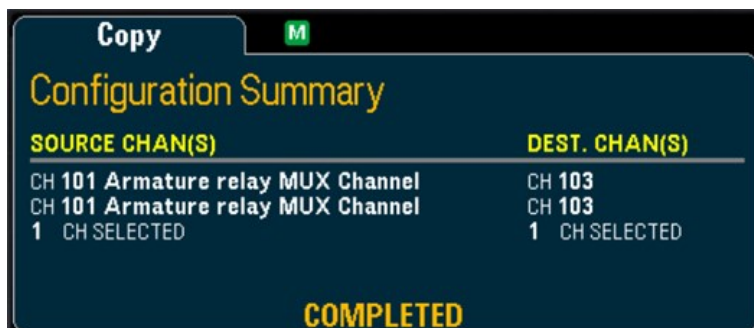 Copy M
Configuration Summary
SOURCE CHAN(S) DEST. CHAN(S)
CH 101 Armature relay MUX Channel CH 103
CH 101 Armature relay MUX Channel CH 103
1 CH SELECTED 1 CH SELECTED
COMPLETED